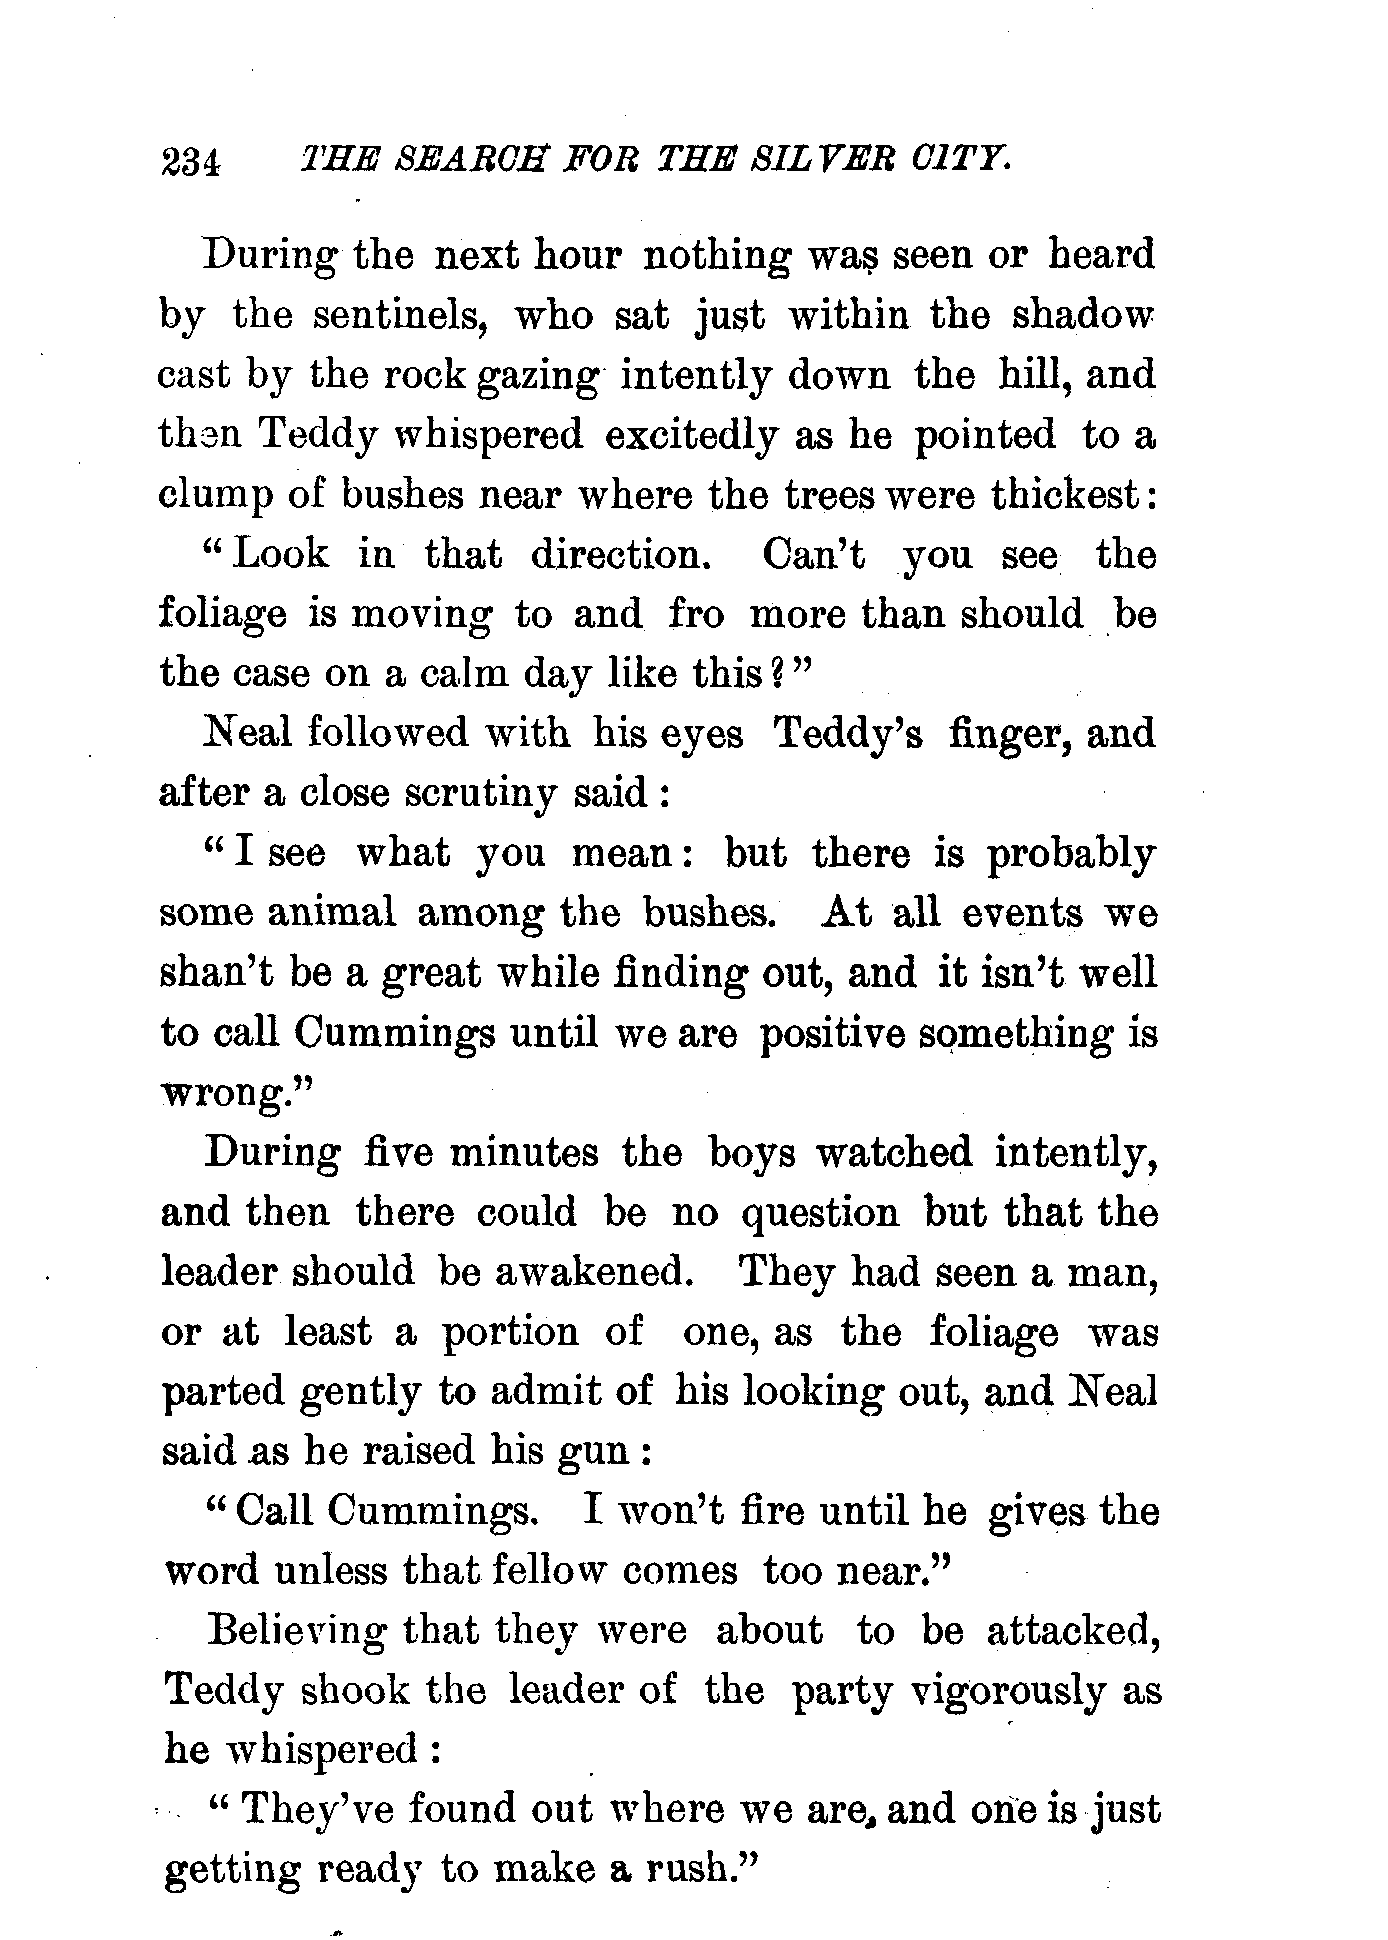 234 THE SEARCH FOR THE SILVER CITY.
During the next hour nothing was seen or heard
by the sentinels, who sat just within the shadow
cast by the rock gazing intently down the hill, and
then Teddy whispered excitedly as he pointed to a
clump of bushes near where the trees were thickest:
“Look in that direction. Can’t you see the
foliage is moving to and fro more than should be
the case on a calm day like this?”
Neal followed with his eyes Teddy’s finger, and
after a close scrutiny said:
“I see what you mean: but there is probably
some animal among the bushes. At all events we
shan’t be a great while finding out, and it isn’t well
to call Cummings until we are positive something is
wrong.”
During five minutes the boys watched intently,
and then there could be no question but that the
leader should be awakened. They had seen a man,
or at least a portion of one, as the foliage was
parted gently to admit of his looking out, and Neal
said as he raised his gun:
“Call Cummings. I won’t fire until he gives the
word unless that fellow comes too near.”
Believing that they were about to be attacked,
Teddy shook the leader of the party vigorously as
he whispered:
“They’ve found out where we are, and one is just
getting ready to make a rush.”